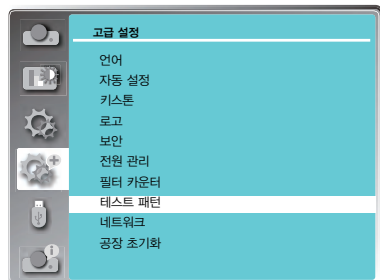 고급 설정
언어
자동 설정
키스톤
로고
보안
전원 관리
필터 카운터
테스트 패턴
네트워크
공장 초기화